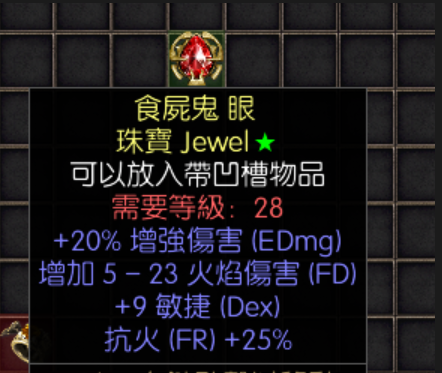 食屍鬼 眼
珠寶 Jewel★
可以放入帶凹槽物品
需要等級: 28
+20% 增強傷害 (EDmg)
增加 5 – 23 火焰傷害 (FD)
+9 敏捷 (Dex)
抗火 (FR) +25%